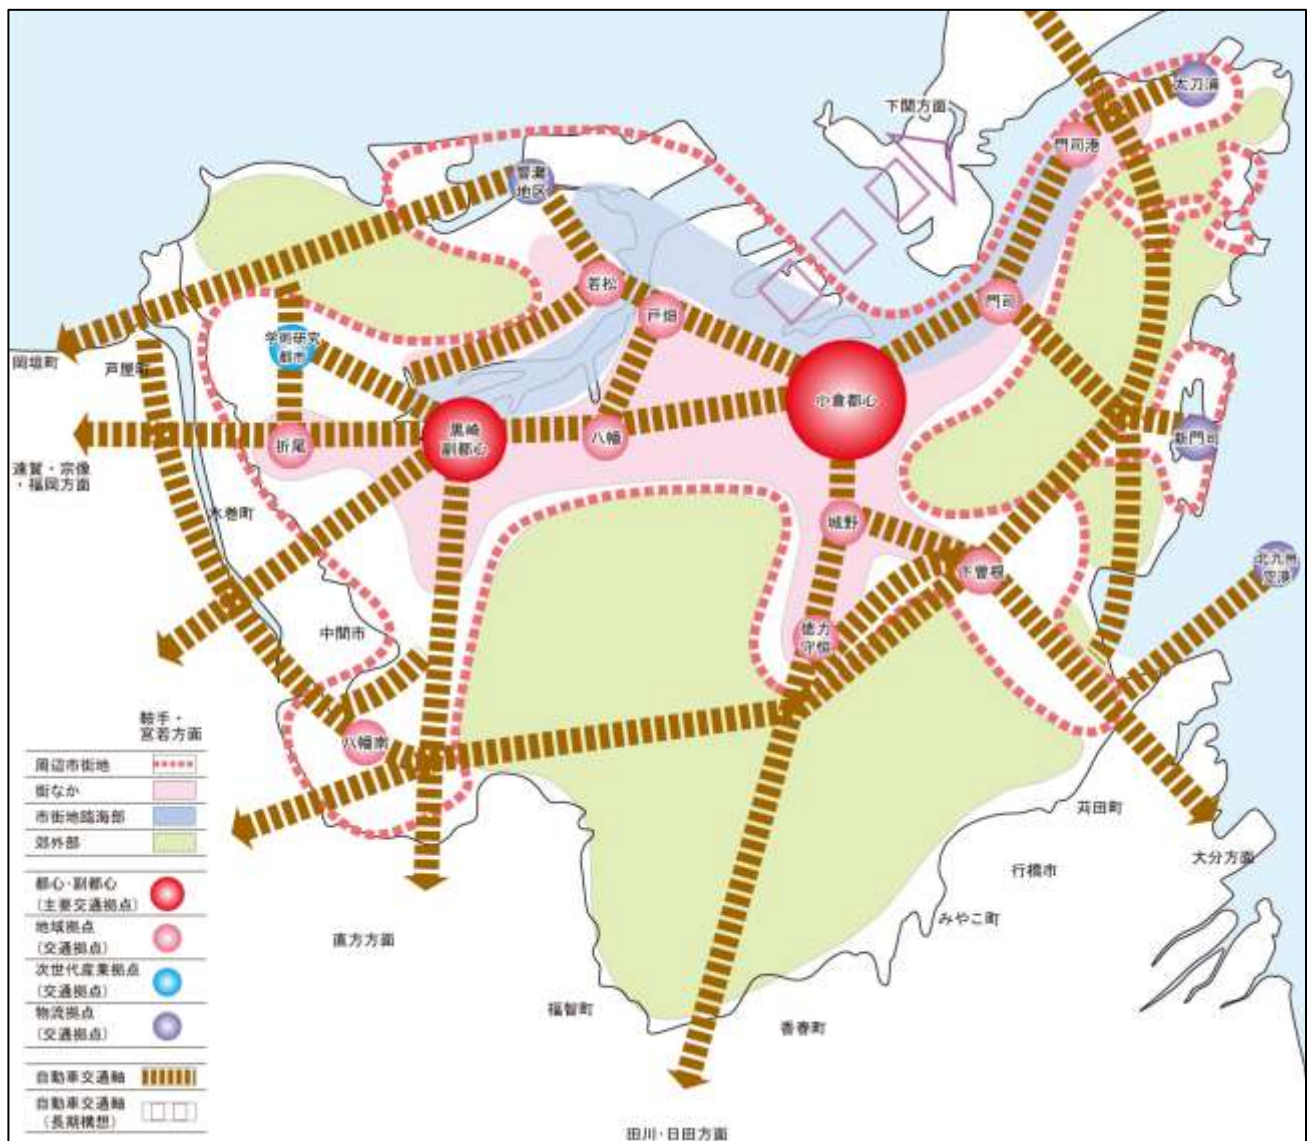 下関方面
太刀浦
門司港
響灘
地区
若松
戸畑
門司
学術研究
都市
岡垣町
芦屋町
小倉都心
黒崎
副都心
八幡
折尾
新門司
遠賀・宗像
・福岡方面
水巻町
城野
下曽根
北九州
空港
徳力
守恒
中間市
八幡南
鞍手・
宮若方面
周辺市街地
街なか
市街地臨海部
郊外部
都心・副都心
(主要交通拠点)
地域拠点
(交通拠点)
次世代産業拠点
(交通拠点)
物流拠点
(交通拠点)
自動車交通軸
自動車交通軸
(長期構想)
苅田町
大分方面
行橋市
みやこ町
直方方面
福智町
香春町
田川・日田方面